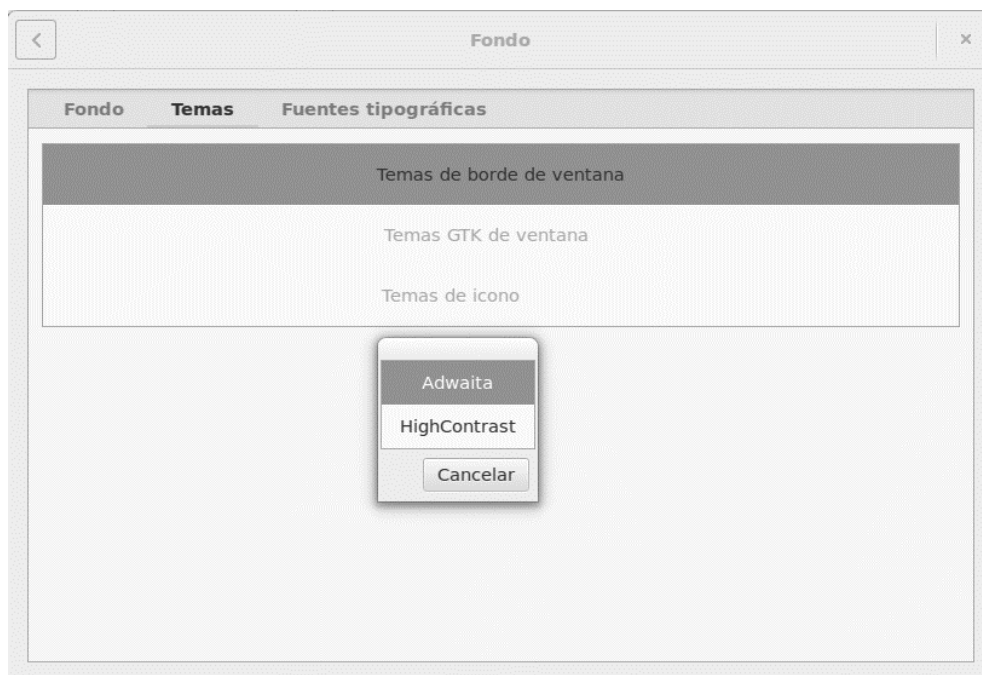 Fondo
Fondo Temas Fuentes tipográficas
Temas de borde de ventana
Temas GTK de ventana
Temas de icono
Adwaita
HighContrast
Cancelar